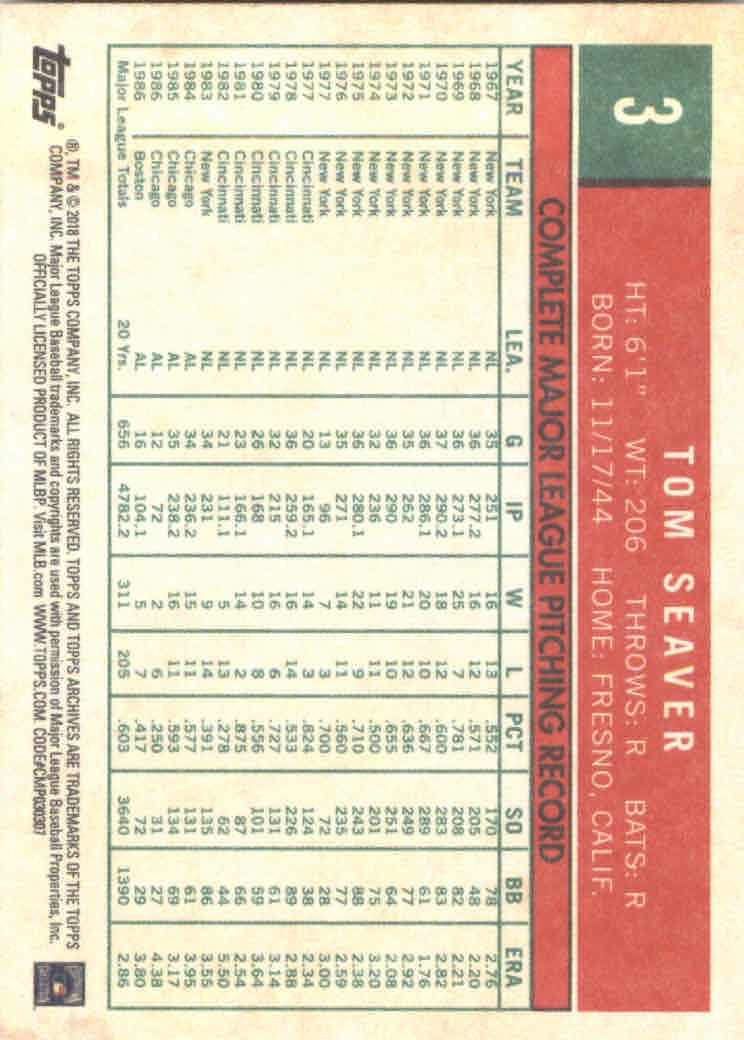 3
TOM SEAVER
HT: 6'1" WT: 206 THROWS: R BATS: R
BORN: 11/17/44 HOME: FRESNO, CALIF.
COMPLETE MAJOR LEAGUE PITCHING RECORD
YEAR TEAM LEA. G IP W L PCT SO BB ERA
1967 New York NL 35 251 16 13 .552 170 78 2.76
1968 New York NL 36 277.2 16 12 .571 205 48 2.20
1969 New York NL 36 273.1 25 7 .781 208 82 2.21
1970 New York NL 37 290.2 18 12 .600 283 83 2.82
1971 New York NL 36 286.1 20 10 .667 289 61 1.76
1972 New York NL 35 262 21 12 .636 249 77 2.92
1973 New York NL 36 290 19 10 .655 251 64 2.08
1974 New York NL 32 236 11 11 .500 201 75 3.20
1975 New York NL 36 280.1 22 9 .710 243 88 2.38
1976 New York NL 35 271 14 11 .560 235 77 2.59
1977 New York NL 13 96 7 3 .700 72 28 3.00
1977 Cincinnati NL 20 165.1 14 3 .824 124 38 2.34
1978 Cincinnati NL 36 259.2 16 14 .533 226 89 2.88
1979 Cincinnati NL 32 215 16 6 .727 131 61 3.14
1980 Cincinnati NL 26 168 10 8 .556 101 59 3.64
1981 Cincinnati NL 23 166.1 14 2 .875 87 66 2.54
1982 Cincinnati NL 21 111.1 5 13 .278 62 44 5.50
1983 New York NL 34 231 9 14 .391 135 86 3.55
1984 Chicago AL 34 236.2 15 11 .577 131 61 3.95
1985 Chicago AL 35 238.2 16 11 .593 134 69 3.17
1986 Chicago AL 12 72 2 6 .250 31 27 4.38
1986 Boston AL 16 104.1 5 7 .417 72 29 3.80
Major League Totals 20 Yrs. 656 4782.2 311 205 .603 3640 1390 2.86
topps®
®, TM & © 2018 THE TOPPS COMPANY, INC. ALL RIGHTS RESERVED. TOPPS AND TOPPS ARCHIVES ARE TRADEMARKS OF THE TOPPS
COMPANY, INC. Major League Baseball trademarks and copyrights are used with permission of Major League Baseball Properties, Inc.
OFFICIALLY LICENSED PRODUCT OF MLBP. Visit MLB.com WWW.TOPPS.COM. CODE#CMP030307